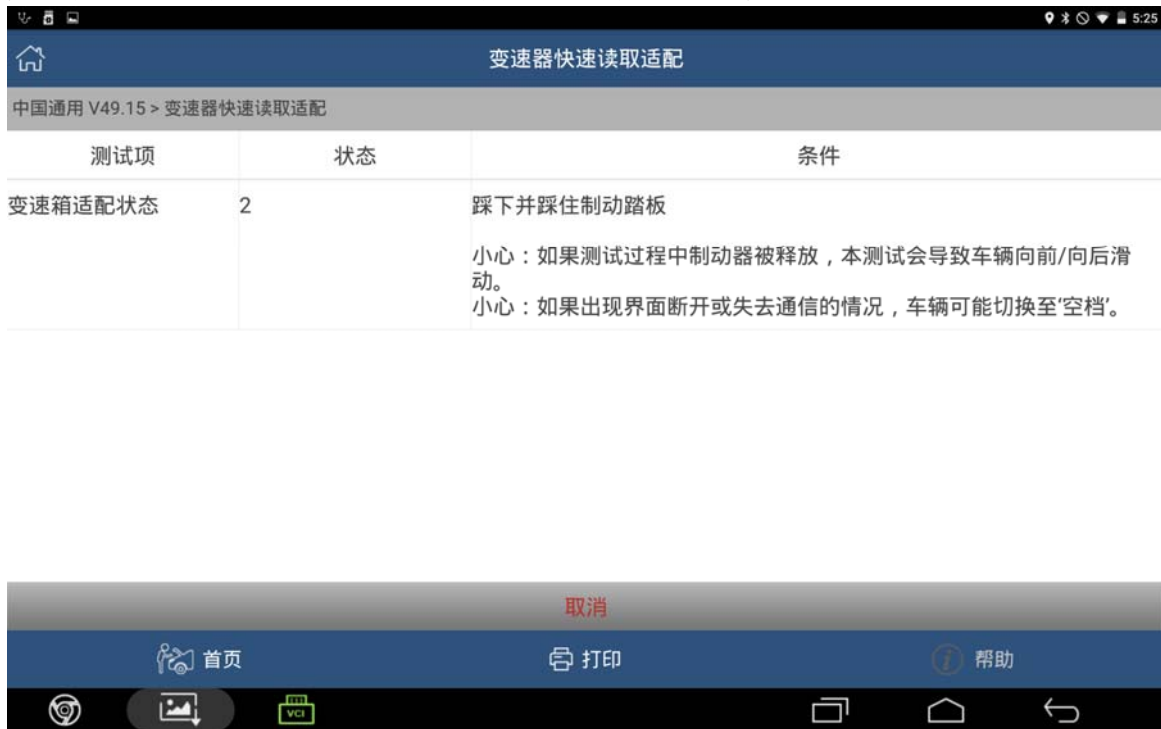 5:25
变速器快速读取适配
中国通用 V49.15 > 变速器快速读取适配
测试项 状态 条件
变速箱适配状态 2 踩下并踩住制动踏板
小心：如果测试过程中制动器被释放，本测试会导致车辆向前/向后滑
动。
小心：如果出现界面断开或失去通信的情况，车辆可能切换至'空档'。
取消
首页 打印 帮助
VCI